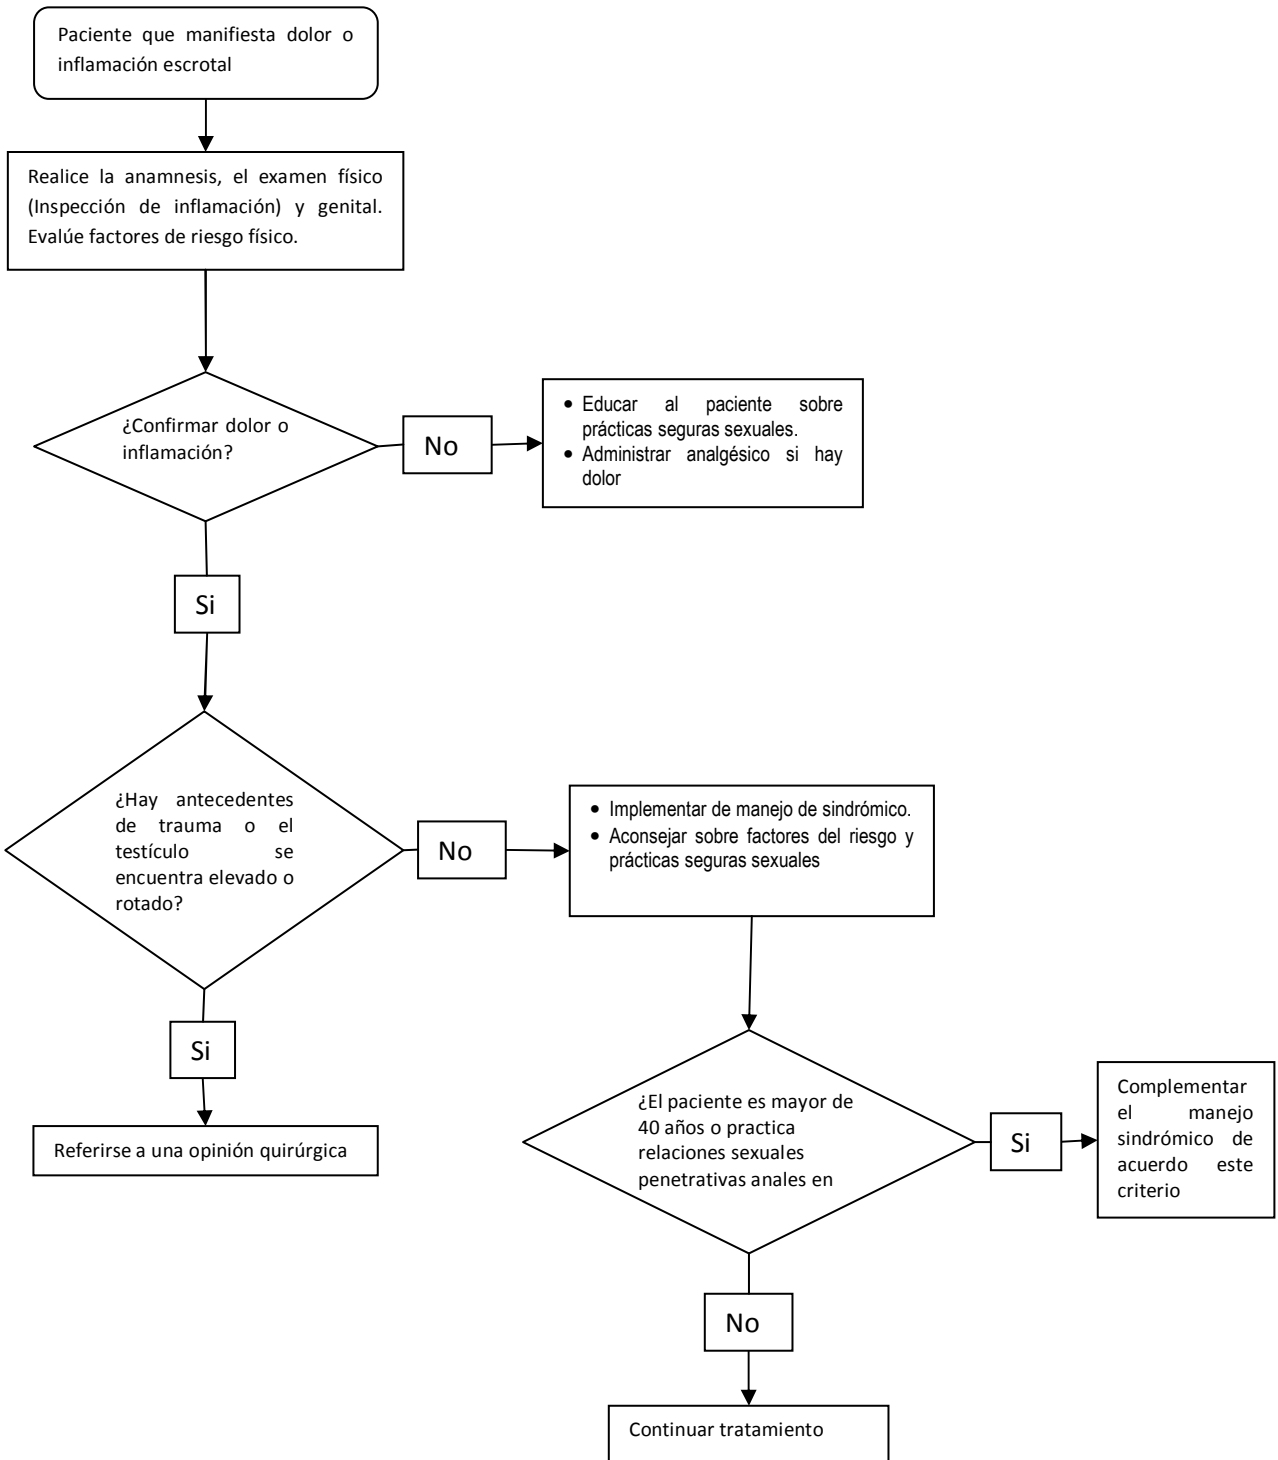 Paciente que manifiesta dolor o
inflamación escrotal
Realice la anamnesis, el examen físico
(Inspección de inflamación) y genital.
Evalúe factores de riesgo físico.
¿Confirmar dolor o
inflamación?
No
• Educar al paciente sobre
prácticas seguras sexuales.
• Administrar analgésico si hay
dolor
Si
¿Hay antecedentes
de trauma o el
testículo se
encuentra elevado o
rotado?
No
• Implementar de manejo de sindrómico.
• Aconsejar sobre factores del riesgo y
prácticas seguras sexuales
Si
Referirse a una opinión quirúrgica
¿El paciente es mayor de
40 años o practica
relaciones sexuales
penetrativas anales en
Si
Complementar
el manejo
sindrómico de
acuerdo este
criterio
No
Continuar tratamiento